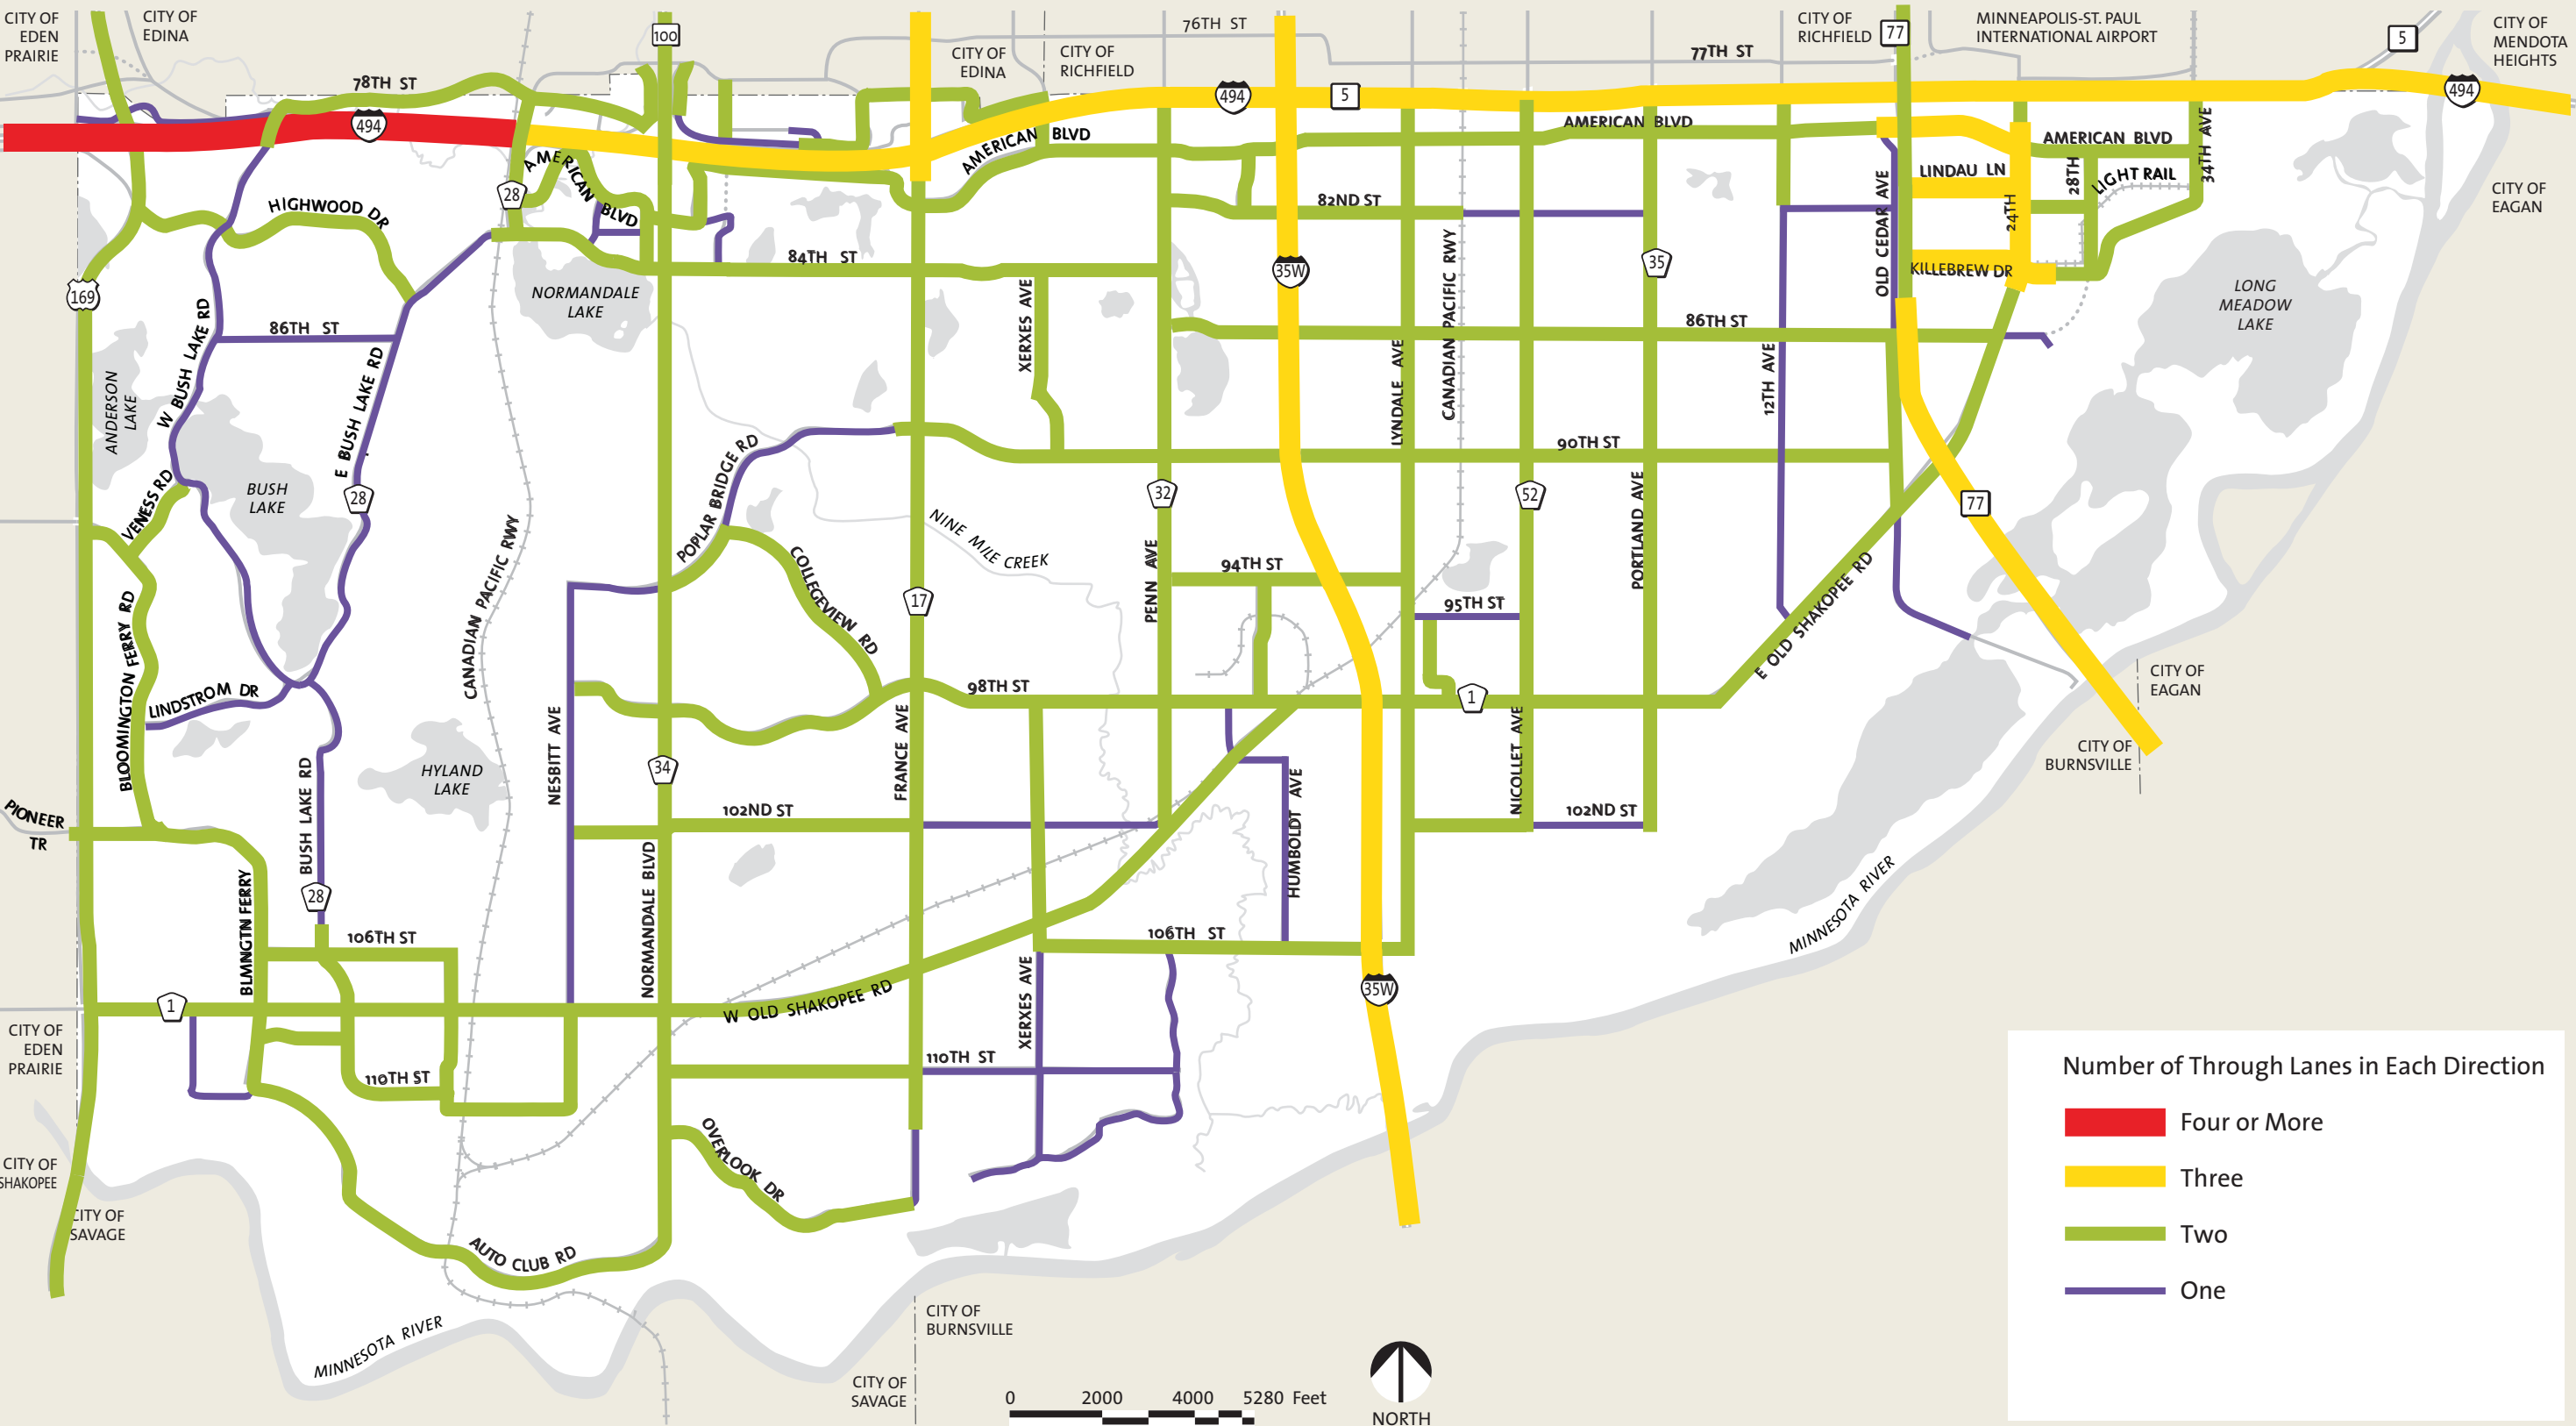 CITY OF
EDEN
PRAIRIE
CITY OF
EDINA
100
CITY OF
EDINA
CITY OF
RICHFIELD
76TH ST
77TH ST
CITY OF
RICHFIELD
77
MINNEAPOLIS-ST. PAUL
INTERNATIONAL AIRPORT
5
CITY OF
MENDOTA
HEIGHTS
78TH ST
494
494
5
494
AMERICAN BLVD
AMERICAN BLVD
AMERICAN BLVD
AMERICAN BLVD
28
HIGHWOOD DR
82ND ST
LINDAU LN
28TH
LIGHT RAIL
34TH AVE
24TH
CITY OF
EAGAN
OLD CEDAR AVE
KILLEBREW DR
84TH ST
35W
35
169
NORMANDALE
LAKE
LONG
MEADOW
LAKE
86TH ST
86TH ST
W BUSH LAKE RD
E BUSH LAKE RD
ANDERSON
LAKE
XERXES AVE
LYNDALE AVE
CANADIAN PACIFIC RWY
12TH AVE
90TH ST
VENESS RD
BUSH
LAKE
28
POPLAR BRIDGE RD
32
52
77
NINE MILE CREEK
CANADIAN PACIFIC RWY
COLLEGEVIEW RD
PENN AVE
94TH ST
PORTLAND AVE
95TH ST
E OLD SHAKOPEE RD
17
BLOOMINGTON FERRY RD
LINDSTROM DR
98TH ST
1
CITY OF
EAGAN
CITY OF
BURNSVILLE
NESBITT AVE
34
FRANCE AVE
NICOLLET AVE
HYLAND
LAKE
BUSH LAKE RD
PIONEER
TR
102ND ST
102ND ST
HUMBOLDT AVE
BLMNGTN FERRY
28
NORMANDALE BLVD
106TH ST
106TH ST
MINNESOTA RIVER
1
W OLD SHAKOPEE RD
XERXES AVE
35W
CITY OF
EDEN
PRAIRIE
110TH ST
110TH ST
OVERLOOK DR
CITY OF
SHAKOPEE
CITY OF
SAVAGE
AUTO CLUB RD
MINNESOTA RIVER
CITY OF
BURNSVILLE
CITY OF
SAVAGE
0 2000 4000 5280 Feet
NORTH
Number of Through Lanes in Each Direction
Four or More
Three
Two
One